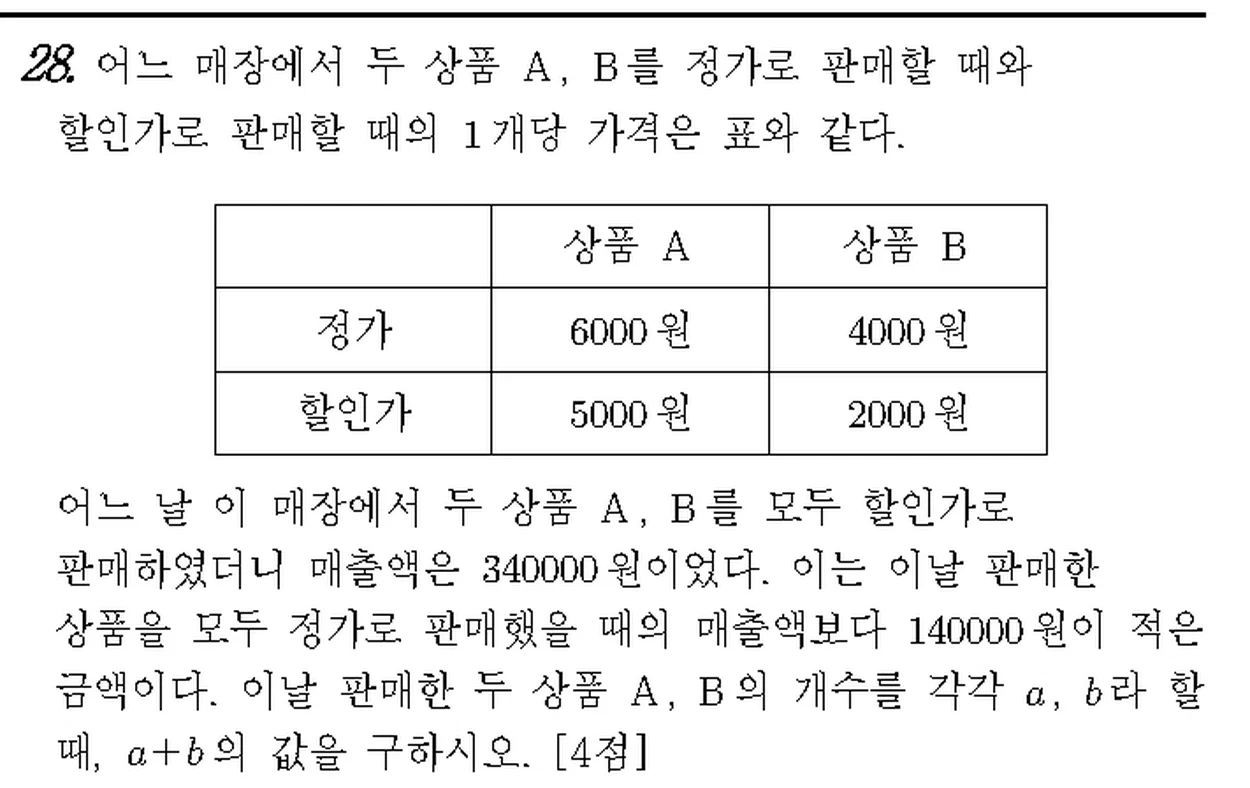 28. 어느 매장에서 두 상품 A, B를 정가로 판매할 때와
할인가로 판매할 때의 1개당 가격은 표와 같다.
상품 A 상품 B
정가 6000원 4000원
할인가 5000원 2000원
어느 날 이 매장에서 두 상품 A, B를 모두 할인가로
판매하였더니 매출액은 340000원이었다. 이는 이날 판매한
상품을 모두 정가로 판매했을 때의 매출액보다 140000원이 적은
금액이다. 이날 판매한 두 상품 A, B의 개수를 각각 a, b라 할
때, a+b의 값을 구하시오. [4점]